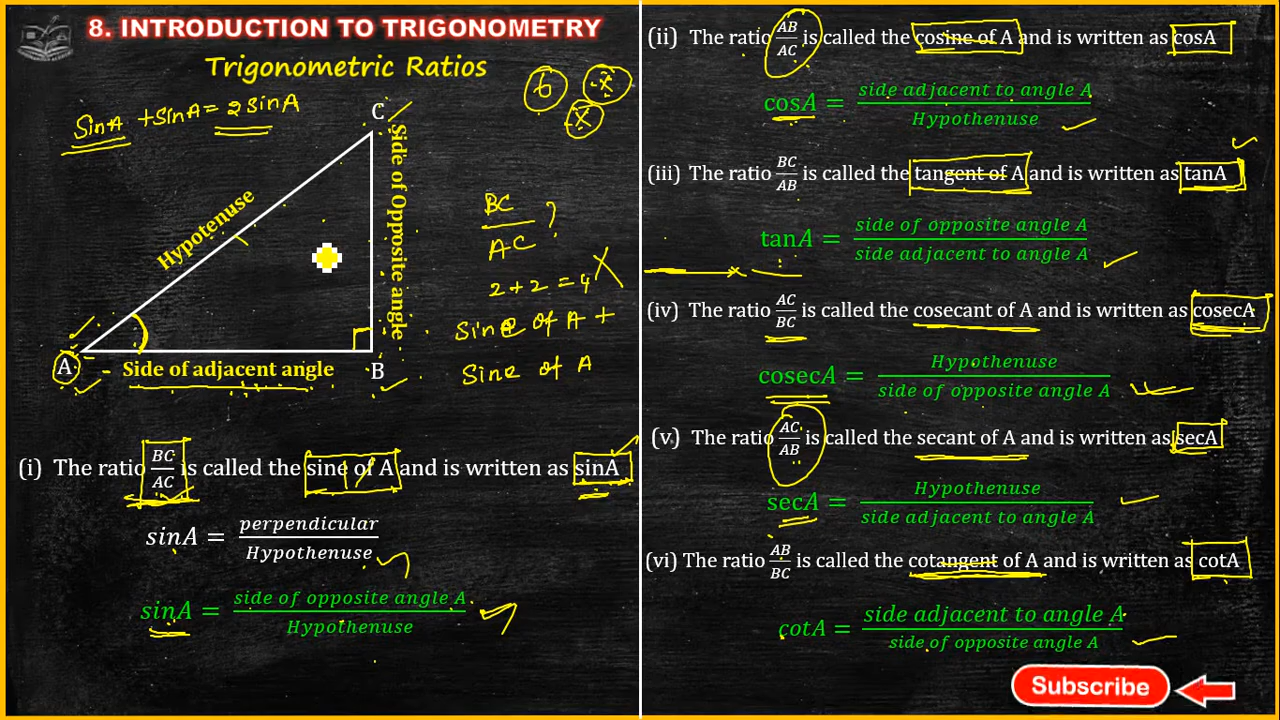 8. INTRODUCTION TO TRIGONOMETRY
Trigonometric Ratios
SinA + SinA = 2 sinA
6 x
x
C
Hypotenuse
Side of Opposite angle
A
Side of adjacent angle
B
BC/AC ?
2 + 2 = 4 X
Sine of A +
Sine of A
(i) The ratio BC/AC is called the sine of A and is written as sinA
sinA = perpendicular/Hypothenuse
sinA = side of opposite angle A/Hypothenuse
(ii) The ratio AB/AC is called the cosine of A and is written as cosA
cosA = side adjacent to angle A/Hypothenuse
(iii) The ratio BC/AB is called the tangent of A and is written as tanA
tanA = side of opposite angle A/side adjacent to angle A
(iv) The ratio AC/BC is called the cosecant of A and is written as cosecA
cosecA = Hypothenuse/side of opposite angle A
(v) The ratio AC/AB is called the secant of A and is written as secA
secA = Hypothenuse/side adjacent to angle A
(vi) The ratio AB/BC is called the cotangent of A and is written as cotA
cotA = side adjacent to angle A/side of opposite angle A
Subscribe